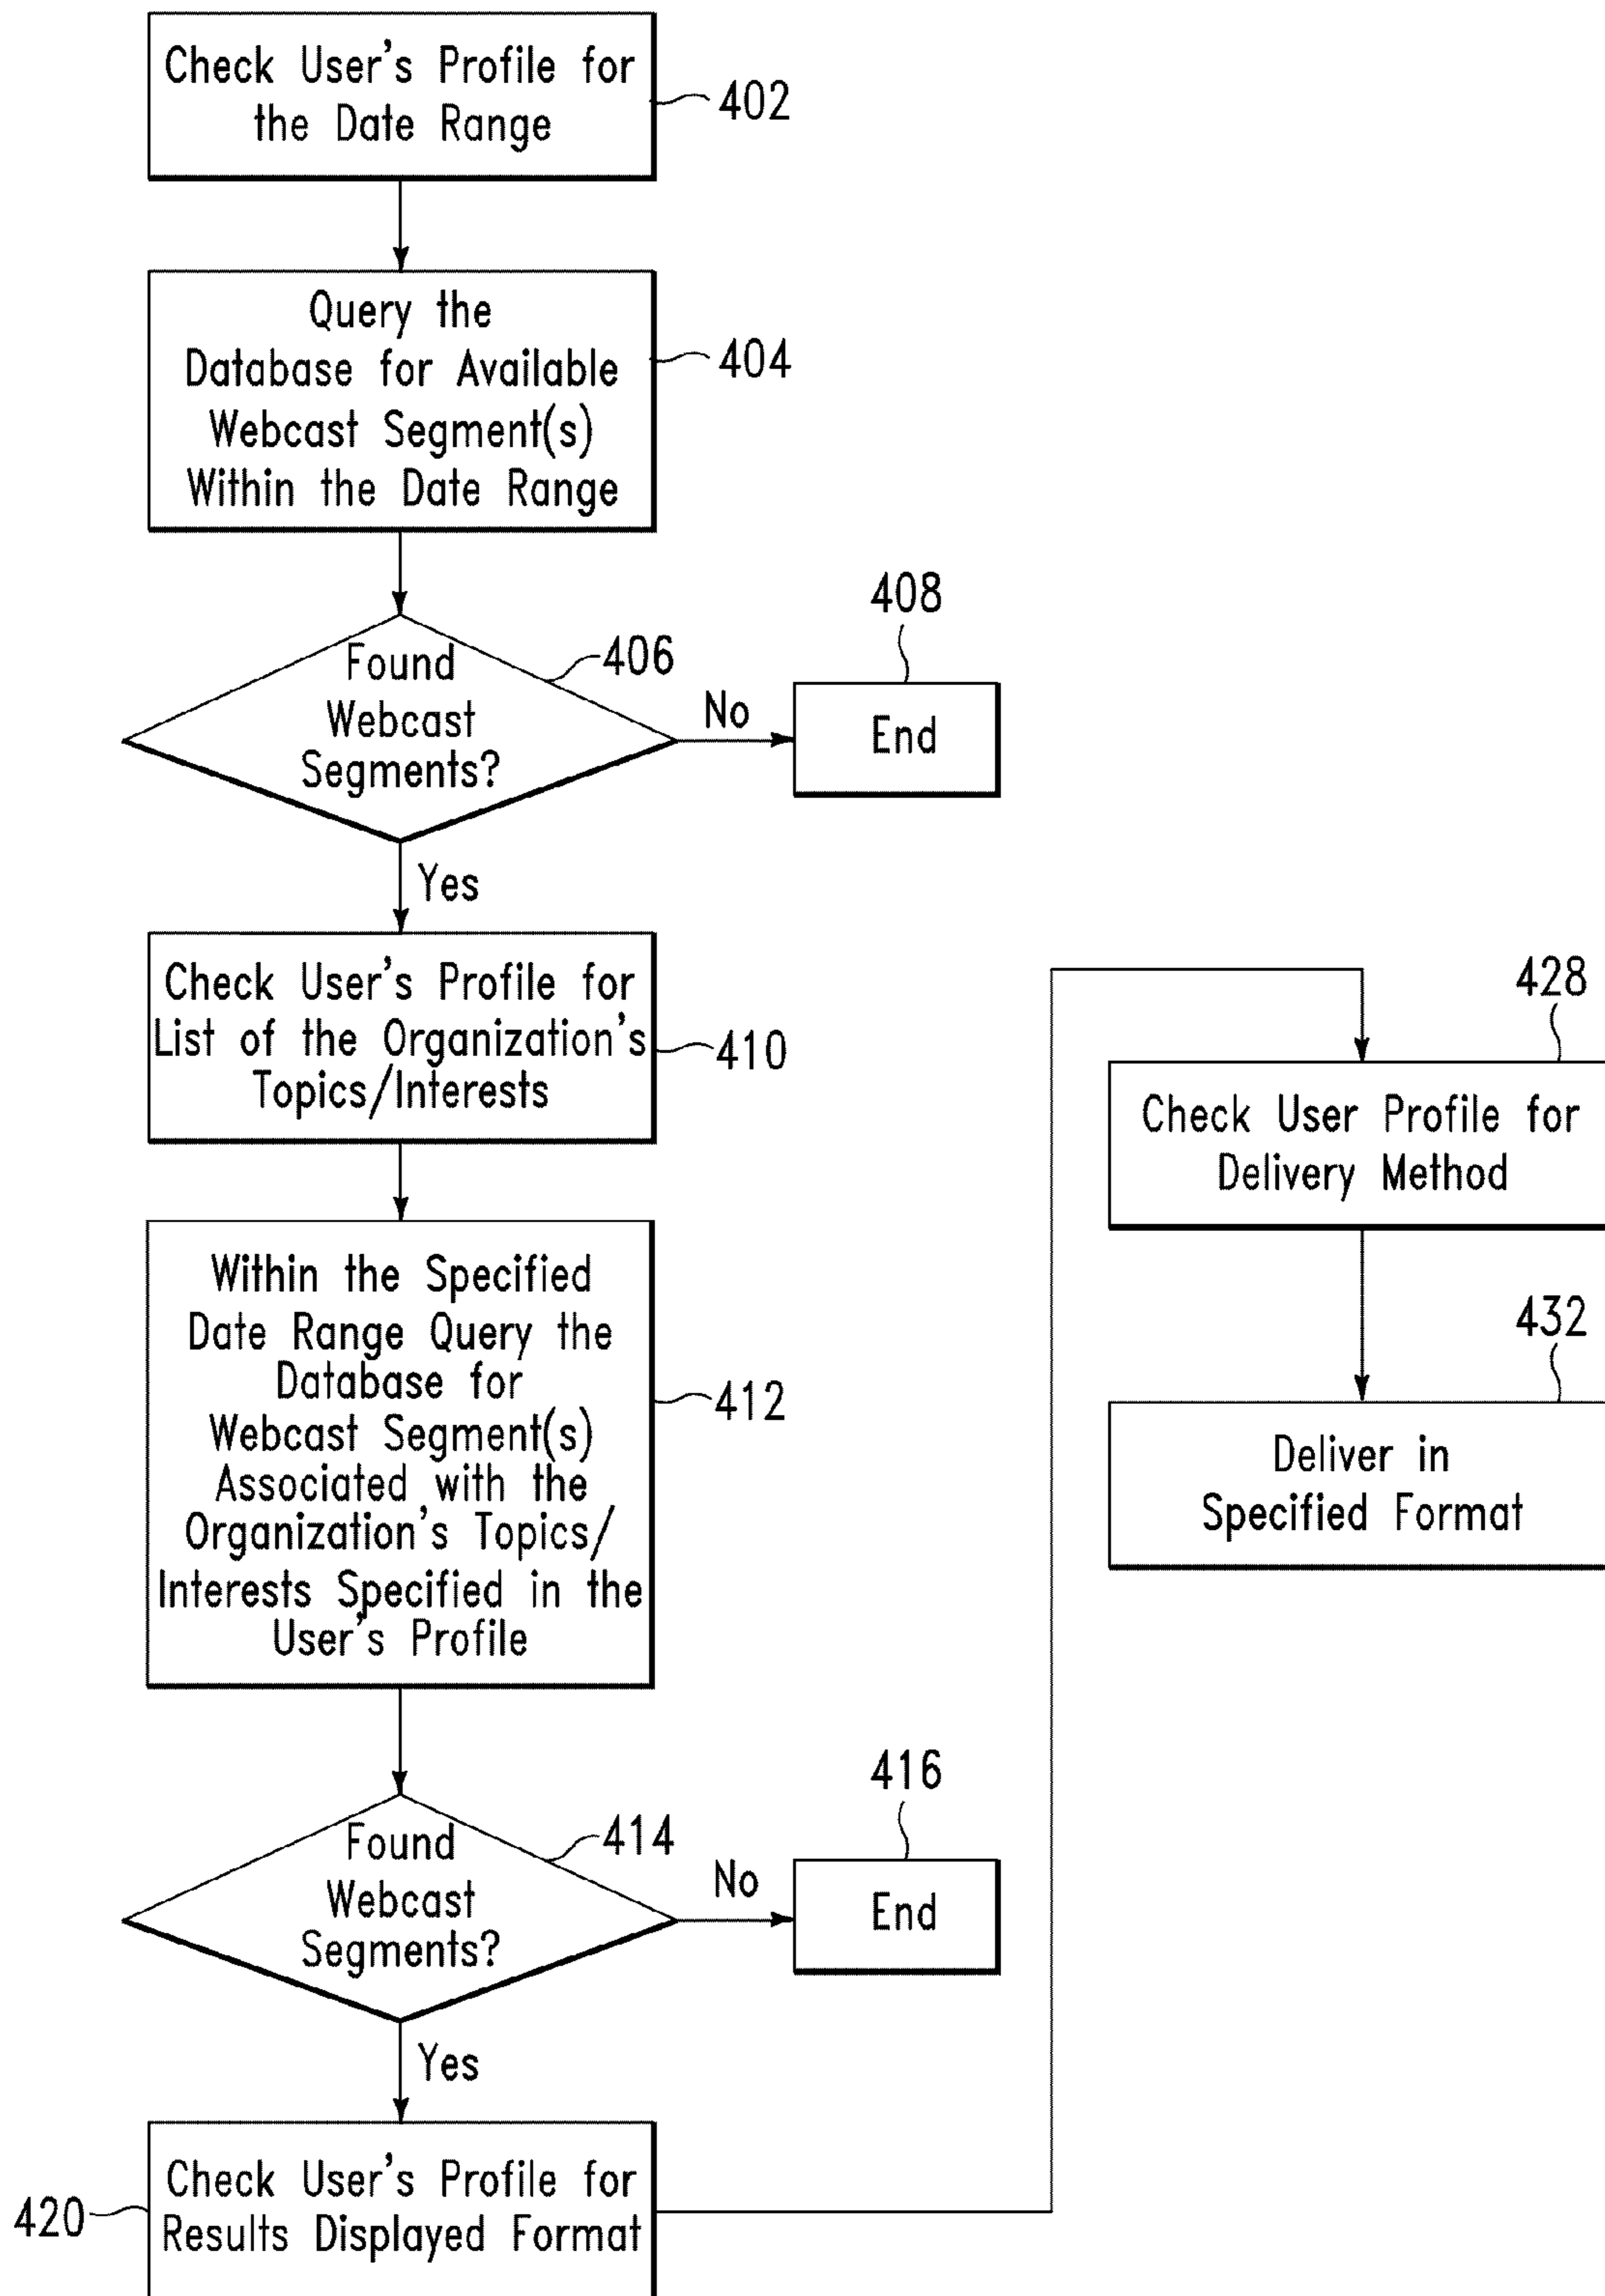 Check User's Profile for
the Date Range
402
Query the
Database for Available
Webcast Segment(s)
Within the Date Range
404
Found
Webcast
Segments?
406
No
408
End
Yes
Check User's Profile for
List of the Organization's
Topics/Interests
410
Within the Specified
Date Range Query the
Database for
Webcast Segment(s)
Associated with the
Organization's Topics/
Interests Specified in the
User's Profile
412
Found
Webcast
Segments?
414
No
416
End
Yes
Check User's Profile for
Results Displayed Format
420
428
Check User Profile for
Delivery Method
432
Deliver in
Specified Format